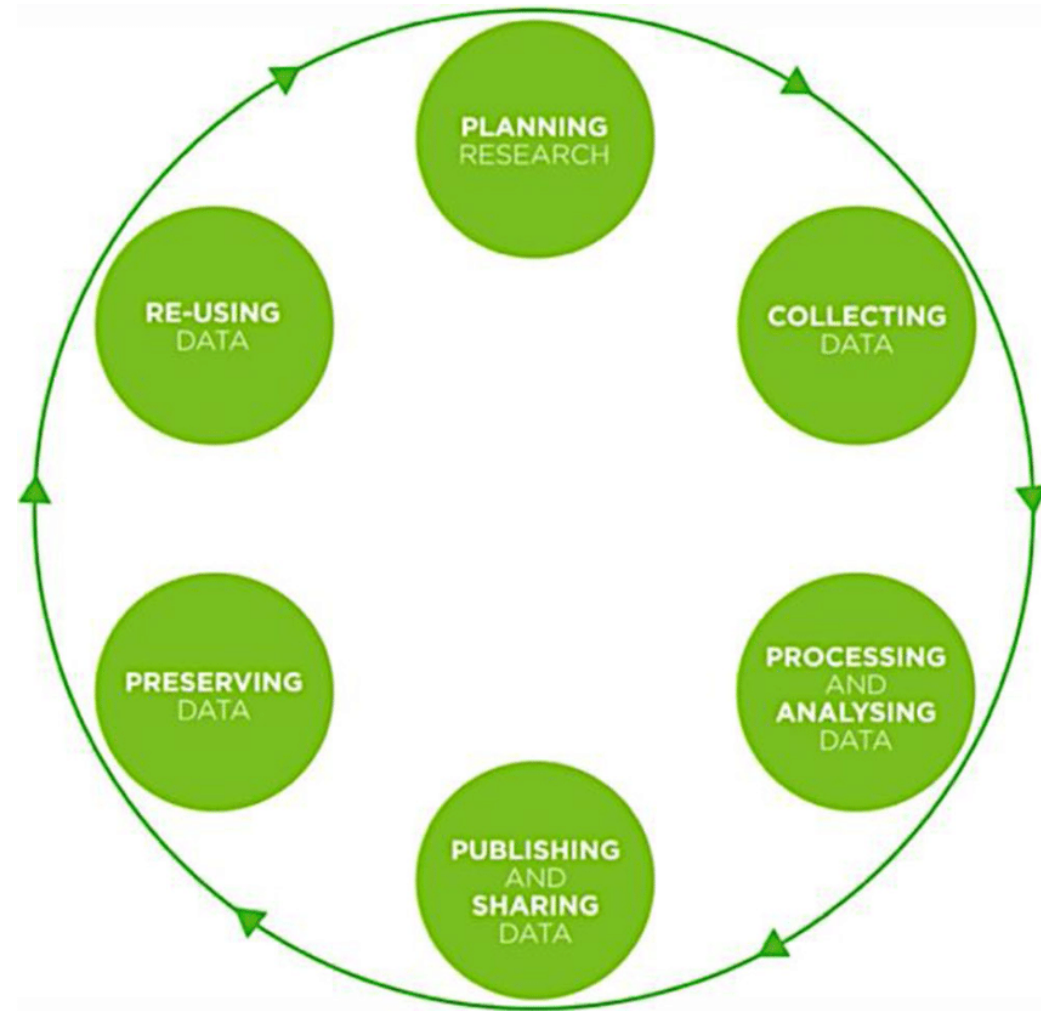 PLANNING
RESEARCH
COLLECTING
DATA
PROCESSING
AND
ANALYSING
DATA
PUBLISHING
AND
SHARING
DATA
PRESERVING
DATA
RE-USING
DATA